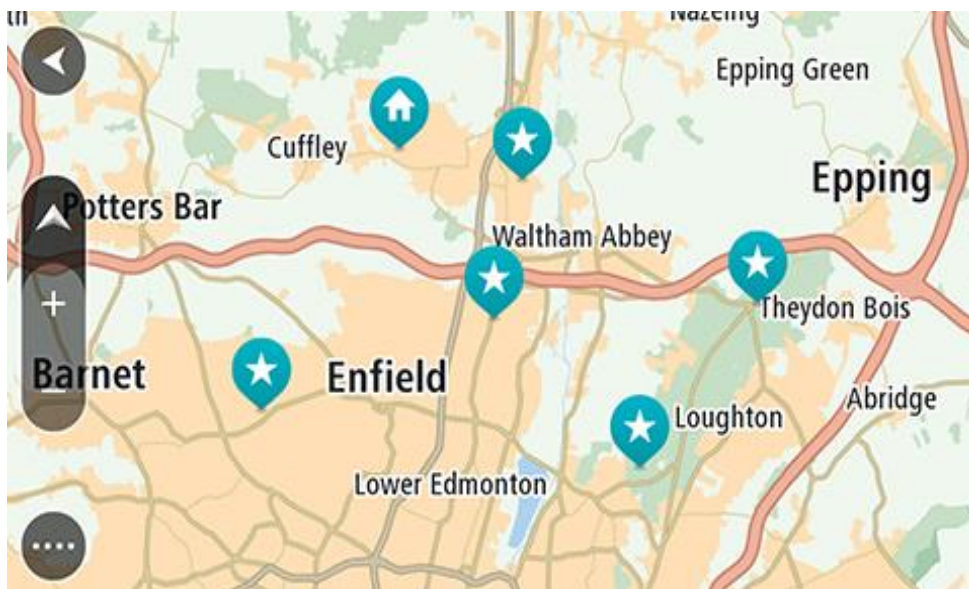 Nazeing
Epping Green
Cuffley
Epping
Potters Bar
Waltham Abbey
Theydon Bois
Barnet
Enfield
Abridge
Loughton
Lower Edmonton